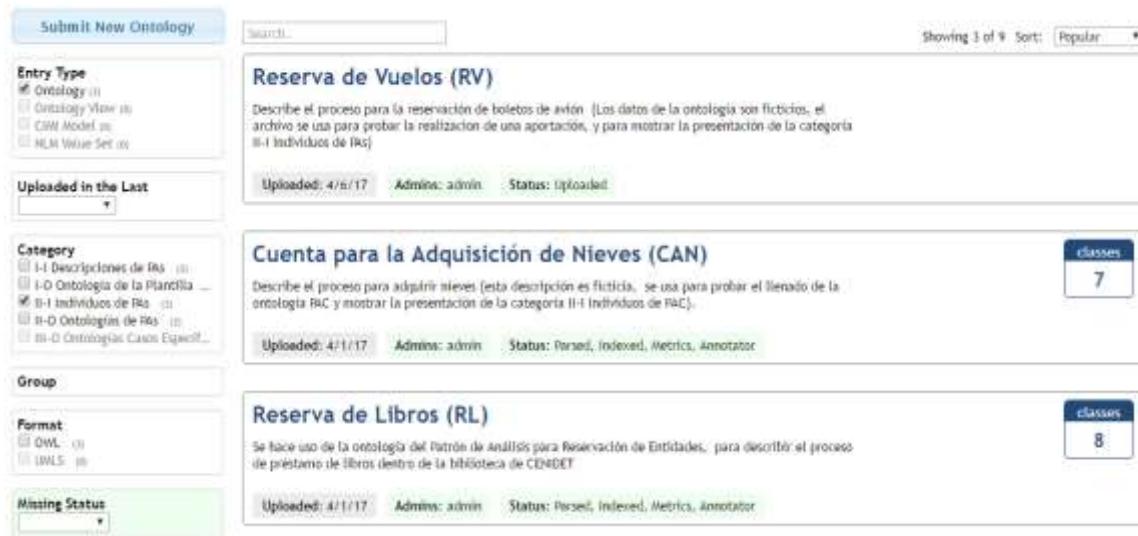 Submit New Ontology
Search...
Showing 3 of 9 Sort: Popular
Entry Type
Ontology (3)
Ontology View (0)
CIMI Model (0)
NLM Value Set (0)
Uploaded in the Last
Category
I-I Descripciones de PAs
I-O Ontología de la Plantilla ...
II-I Individuos de PAs
II-O Ontologías de PAs
III-O Ontologías Casos Específ...
Group
Format
OWL (3)
UMLS (0)
Missing Status
Reserva de Vuelos (RV)
Describe el proceso para la reservación de boletos de avión (Los datos de la ontología son ficticios, el
archivo se usa para probar la realizacion de una aportación, y para mostrar la presentación de la categoría
II-I Individuos de PAs)
Uploaded: 4/6/17 Admins: admin Status: Uploaded
Cuenta para la Adquisición de Nieves (CAN)
Describe el proceso para adquirir nieves (esta descripción es ficticia, se usa para probar el llenado de la
ontología PAC y mostrar la presentación de la categoría II-I Individuos de PAC).
Uploaded: 4/1/17 Admins: admin Status: Parsed, Indexed, Metrics, Annotator
classes
7
Reserva de Libros (RL)
Se hace uso de la ontología del Patrón de Análisis para Reservación de Entidades, para describir el proceso
de préstamo de libros dentro de la biblioteca de CENIDET
Uploaded: 4/1/17 Admins: admin Status: Parsed, Indexed, Metrics, Annotator
classes
8